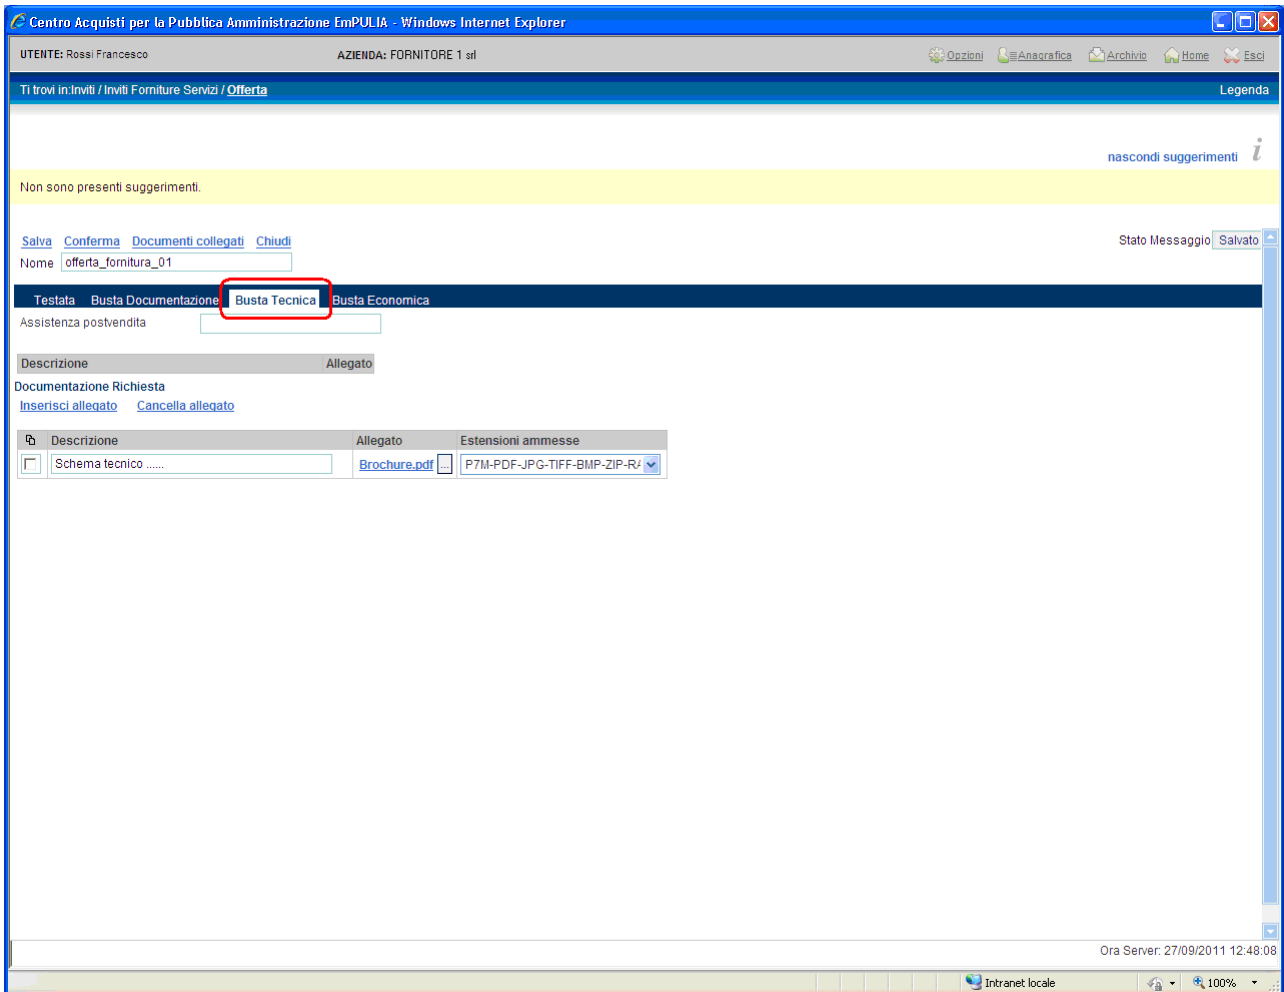 Centro Acquisti per la Pubblica Amministrazione EmPULIA - Windows Internet Explorer
UTENTE: Rossi Francesco AZIENDA: FORNITORE 1 srl Opzioni Anagrafica Archivio Home Esci
Ti trovi in:Inviti / Inviti Forniture Servizi / Offerta Legenda
nascondi suggerimenti i
Non sono presenti suggerimenti.
Salva Conferma Documenti collegati Chiudi Stato Messaggio Salvato
Nome offerta_fornitura_01
Testata Busta Documentazione Busta Tecnica Busta Economica
Assistenza postvendita
Descrizione Allegato
Documentazione Richiesta
Inserisci allegato Cancella allegato
Descrizione Allegato Estensioni ammesse
Schema tecnico ...... Brochure.pdf ... P7M-PDF-JPG-TIFF-BMP-ZIP-RA
Ora Server: 27/09/2011 12:48:08
Intranet locale 100%